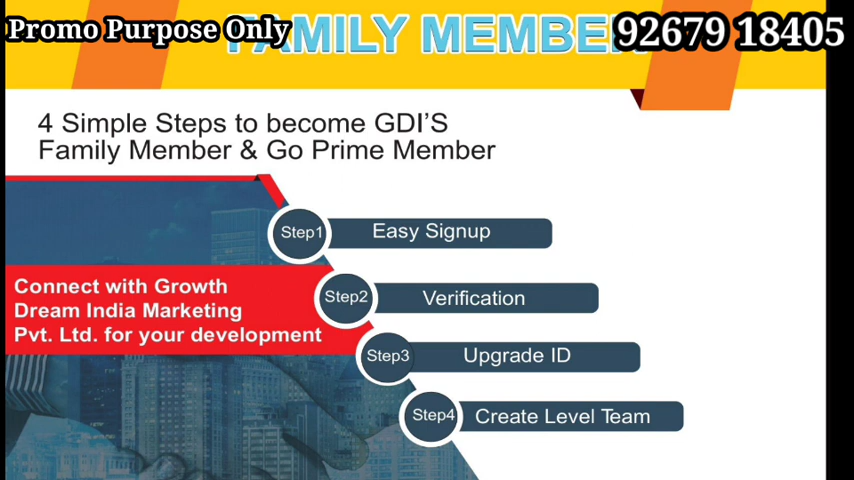 Promo Purpose Only
FAMILY MEMBER
92679 18405
4 Simple Steps to become GDI'S
Family Member & Go Prime Member
Step1
Easy Signup
Connect with Growth
Dream India Marketing
Pvt. Ltd. for your development
Step2
Verification
Step3
Upgrade ID
Step4
Create Level Team